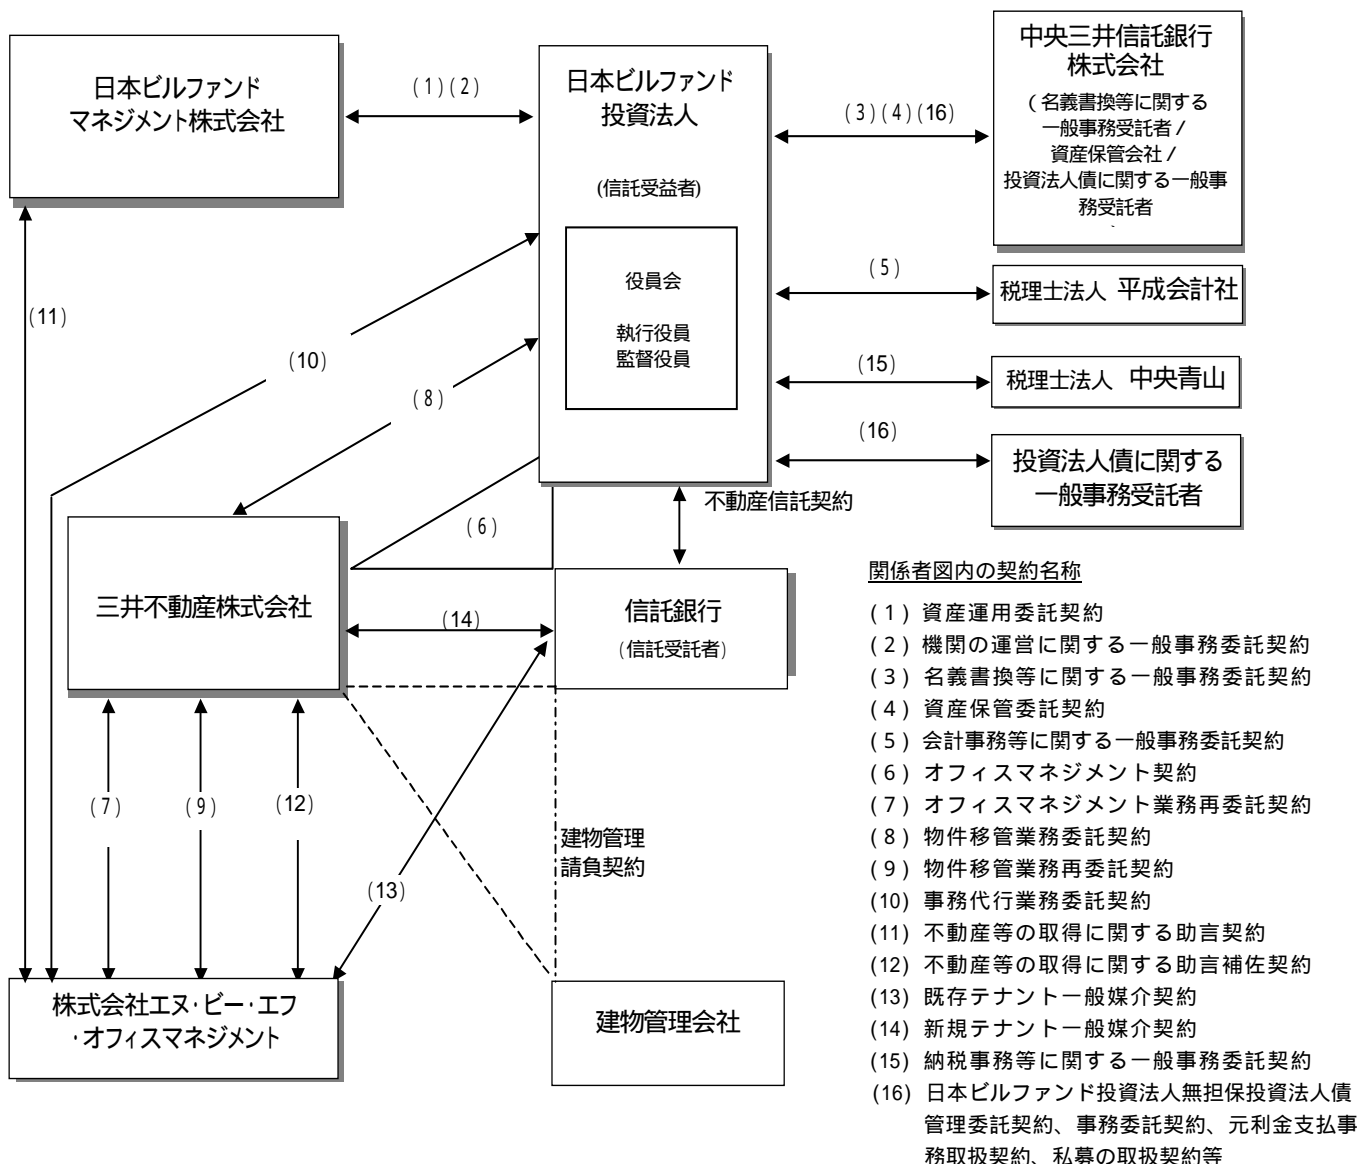 日本ビルファンド
マネジメント株式会社
(1)(2)
日本ビルファンド
投資法人
(信託受益者)
役員会
執行役員
監督役員
(3)(4)(16)
中央三井信託銀行
株式会社
(名義書換等に関する
一般事務受託者/
資産保管会社/
投資法人債に関する一般事
務受託者
(5)
税理士法人 平成会計社
(15)
税理士法人 中央青山
(16)
投資法人債に関する
一般事務受託者
(11)
(10)
(8)
(6)
不動産信託契約
三井不動産株式会社
(14)
信託銀行
(信託受託者)
(7)
(9)
(12)
(13)
建物管理
請負契約
株式会社エヌ・ビー・エフ
・オフィスマネジメント
建物管理会社
関係者図内の契約名称
(1) 資産運用委託契約
(2) 機関の運営に関する一般事務委託契約
(3) 名義書換等に関する一般事務委託契約
(4) 資産保管委託契約
(5) 会計事務等に関する一般事務委託契約
(6) オフィスマネジメント契約
(7) オフィスマネジメント業務再委託契約
(8) 物件移管業務委託契約
(9) 物件移管業務再委託契約
(10) 事務代行業務委託契約
(11) 不動産等の取得に関する助言契約
(12) 不動産等の取得に関する助言補佐契約
(13) 既存テナント一般媒介契約
(14) 新規テナント一般媒介契約
(15) 納税事務等に関する一般事務委託契約
(16) 日本ビルファンド投資法人無担保投資法人債
管理委託契約、事務委託契約、元利金支払事
務取扱契約、私募の取扱契約等